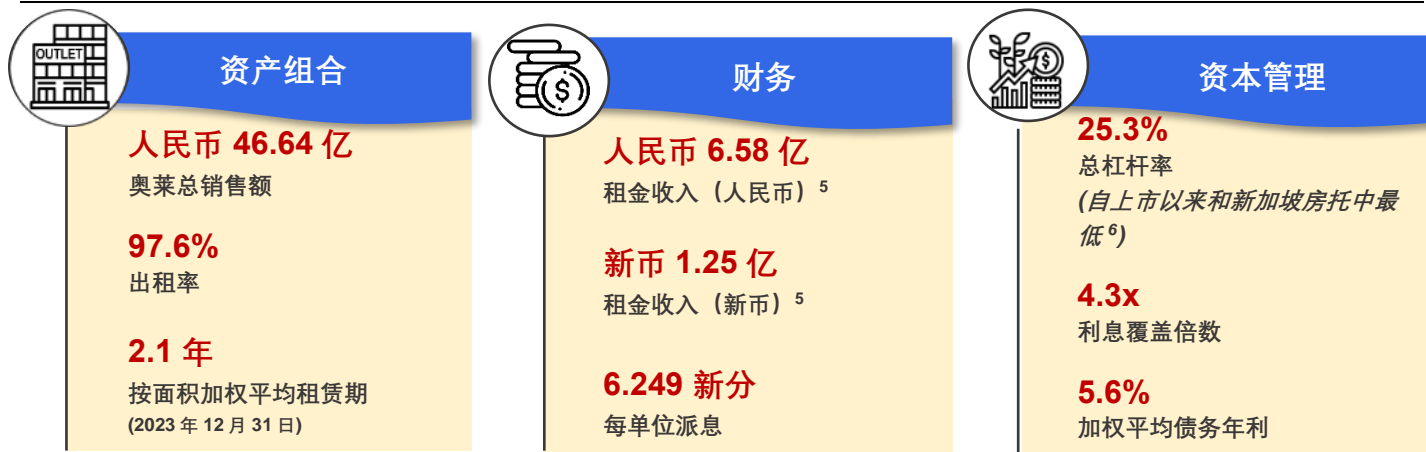 OUTLET
资产组合
人民币 46.64 亿
奥莱总销售额
97.6%
出租率
2.1 年
按面积加权平均租赁期
(2023 年 12 月 31 日)
$
财务
人民币 6.58 亿
租金收入（人民币）5
新币 1.25 亿
租金收入（新币）5
6.249 新分
每单位派息
$
资本管理
25.3%
总杠杆率
(自上市以来和新加坡房托中最
低 6)
4.3x
利息覆盖倍数
5.6%
加权平均债务年利